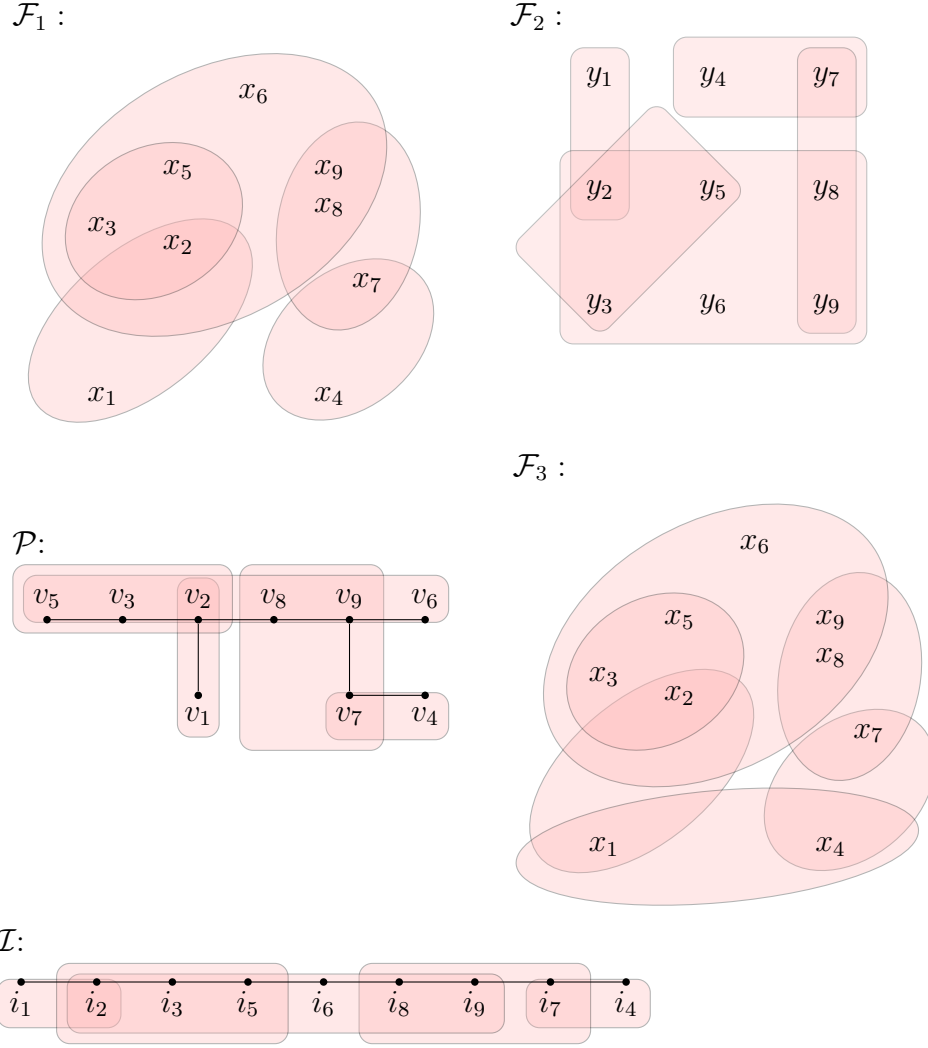 𝓕₁ :
x₆
x₅
x₉
x₈
x₃
x₂
x₇
x₁
x₄
𝓕₂ :
y₁ y₄ y₇
y₂ y₅ y₈
y₃ y₆ y₉
𝓟:
v₅ v₃ v₂ v₈ v₉ v�6
v₁ v₇ v₄
𝓕₃ :
x₆
x₅
x₉
x₈
x₃
x₂
x₇
x₁
x₄
𝓘:
i₁ i₂ i₃ i₅ i₆ i₈ i₉ i₇ i₄